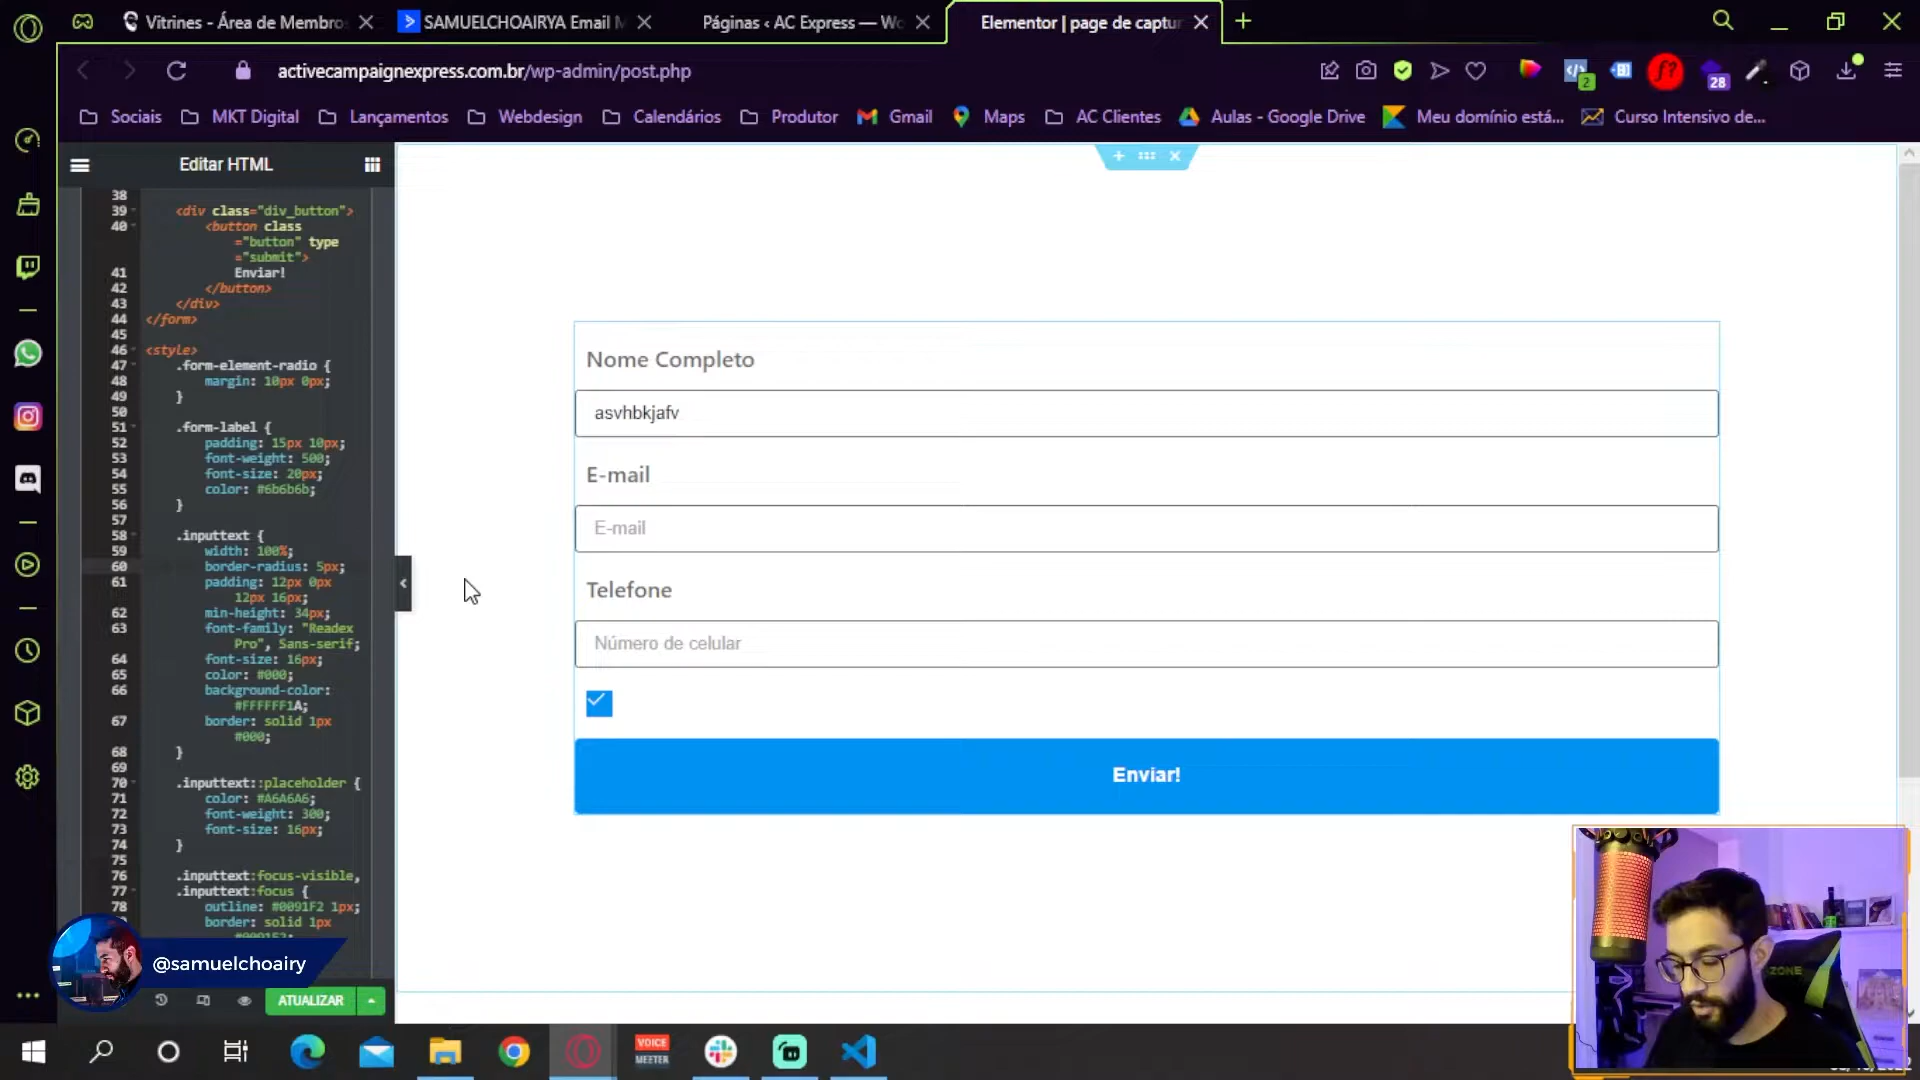 Vitrines - Área de Membros
SAMUELCHOAIRYA Email M
Páginas ‹ AC Express — Wo
Elementor | page de captur
activecampaignexpress.com.br/wp-admin/post.php
2
28
Sociais
MKT Digital
Lançamentos
Webdesign
Calendários
Produtor
Gmail
Maps
AC Clientes
Aulas - Google Drive
Meu domínio está...
Curso Intensivo de...
Editar HTML
38
39 <div class="div_button">
40 <button class
="button" type
="submit">
41 Enviar!
42 </button>
43 </div>
44 </form>
45
46 <style>
47 .form-element-radio {
48 margin: 10px 0px;
49 }
50
51 .form-label {
52 padding: 15px 10px;
53 font-weight: 500;
54 font-size: 20px;
55 color: #6b6b6b;
56 }
57
58 .inputtext {
59 width: 100%;
60 border-radius: 5px;
61 padding: 12px 0px
12px 16px;
62 min-height: 34px;
63 font-family: "Readex
Pro", Sans-serif;
64 font-size: 16px;
65 color: #000;
66 background-color:
#FFFFFF1A;
67 border: solid 1px
#000;
68 }
69
70 .inputtext::placeholder {
71 color: #A6A6A6;
72 font-weight: 300;
73 font-size: 16px;
74 }
75
76 .inputtext:focus-visible,
77 .inputtext:focus {
78 outline: #0091F2 1px;
border: solid 1px
@samuelchoairy
ATUALIZAR
Nome Completo
asvhbkjafv
E-mail
E-mail
Telefone
Número de celular
Enviar!
VOICE
MEETER